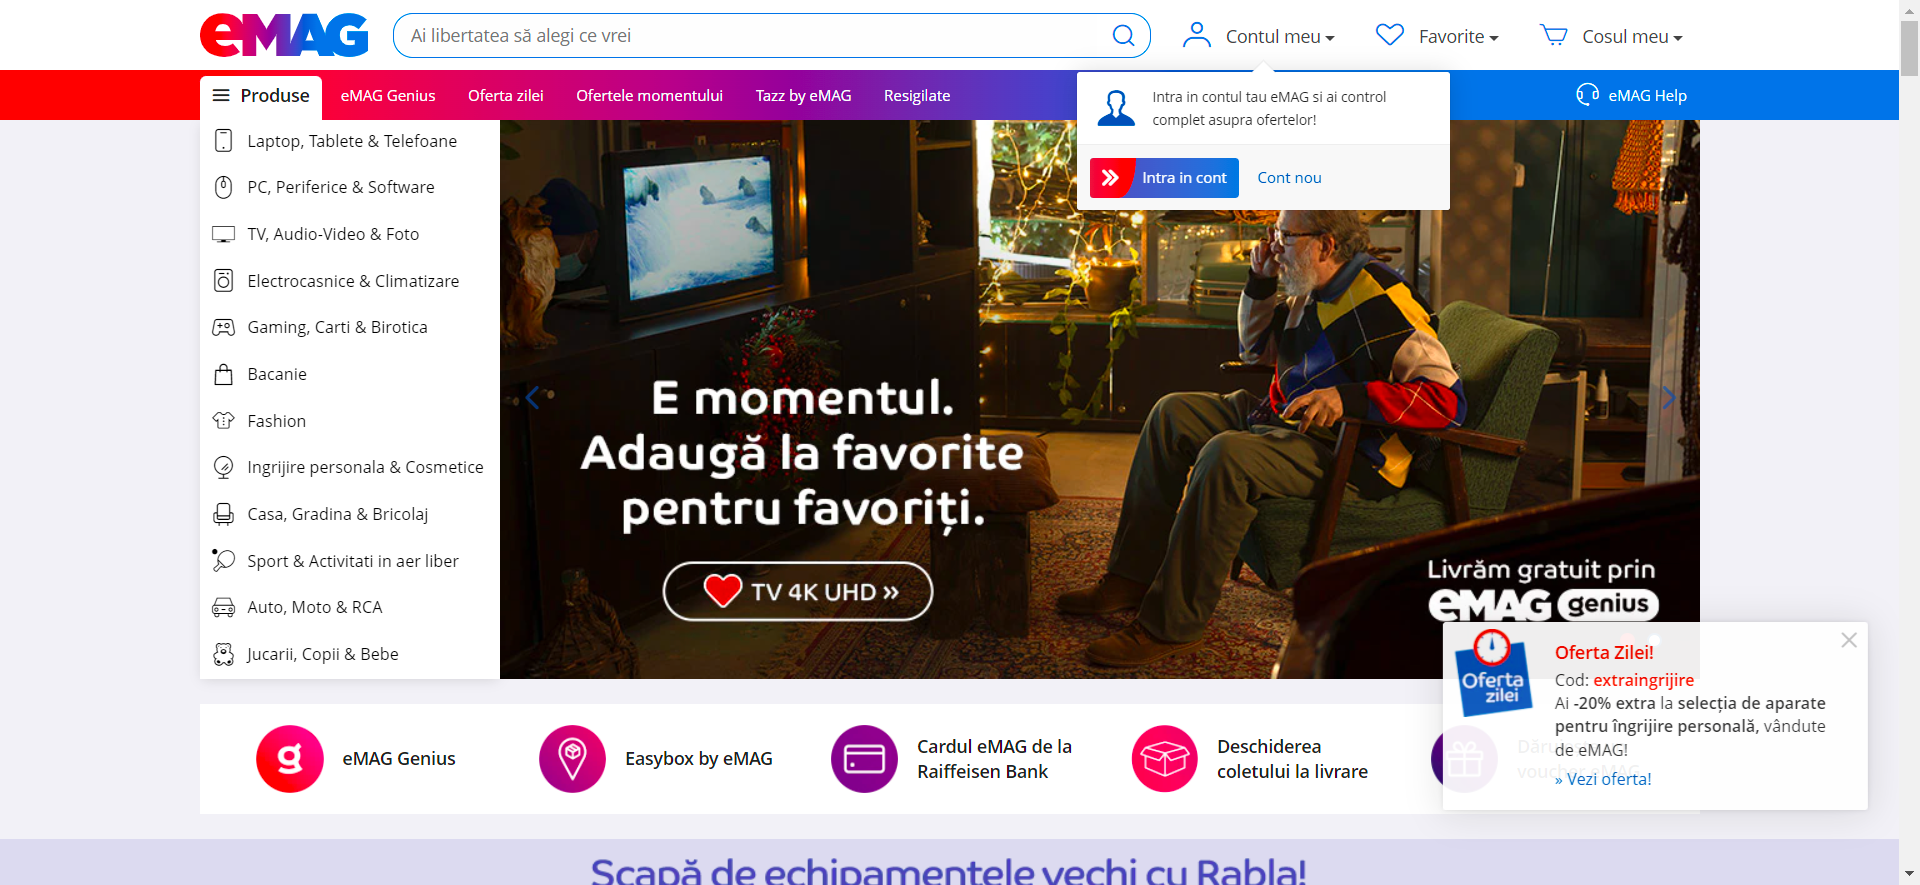 eMAG
Ai libertatea să alegi ce vrei
Contul meu
Favorite
Cosul meu
Produse
eMAG Genius
Oferta zilei
Ofertele momentului
Tazz by eMAG
Resigilate
eMAG Help
Intra in contul tau eMAG si ai control
complet asupra ofertelor!
Intra in cont
Cont nou
Laptop, Tablete & Telefoane
PC, Periferice & Software
TV, Audio-Video & Foto
Electrocasnice & Climatizare
Gaming, Carti & Birotica
Bacanie
Fashion
Ingrijire personala & Cosmetice
Casa, Gradina & Bricolaj
Sport & Activitati in aer liber
Auto, Moto & RCA
Jucarii, Copii & Bebe
E momentul.
Adaugă la favorite
pentru favoriți.
TV 4K UHD »
Livrăm gratuit prin
eMAG genius
Oferta
zilei
Oferta Zilei!
Cod: extraingrijire
Ai -20% extra la selecția de aparate
pentru îngrijire personală, vândute
de eMAG!
» Vezi oferta!
eMAG Genius
Easybox by eMAG
Cardul eMAG de la
Raiffeisen Bank
Deschiderea
coletului la livrare
Scapă de echipamentele vechi cu Rabla!